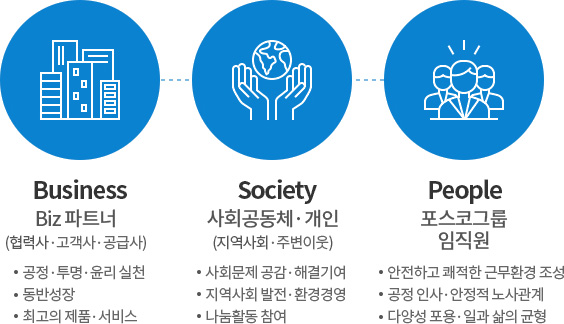 Business
Biz 파트너
(협력사·고객사·공급사)
• 공정·투명·윤리 실천
• 동반성장
• 최고의 제품·서비스
Society
사회공동체·개인
(지역사회·주변이웃)
• 사회문제 공감·해결기여
• 지역사회 발전·환경경영
• 나눔활동 참여
People
포스코그룹
임직원
• 안전하고 쾌적한 근무환경 조성
• 공정 인사·안정적 노사관계
• 다양성 포용·일과 삶의 균형